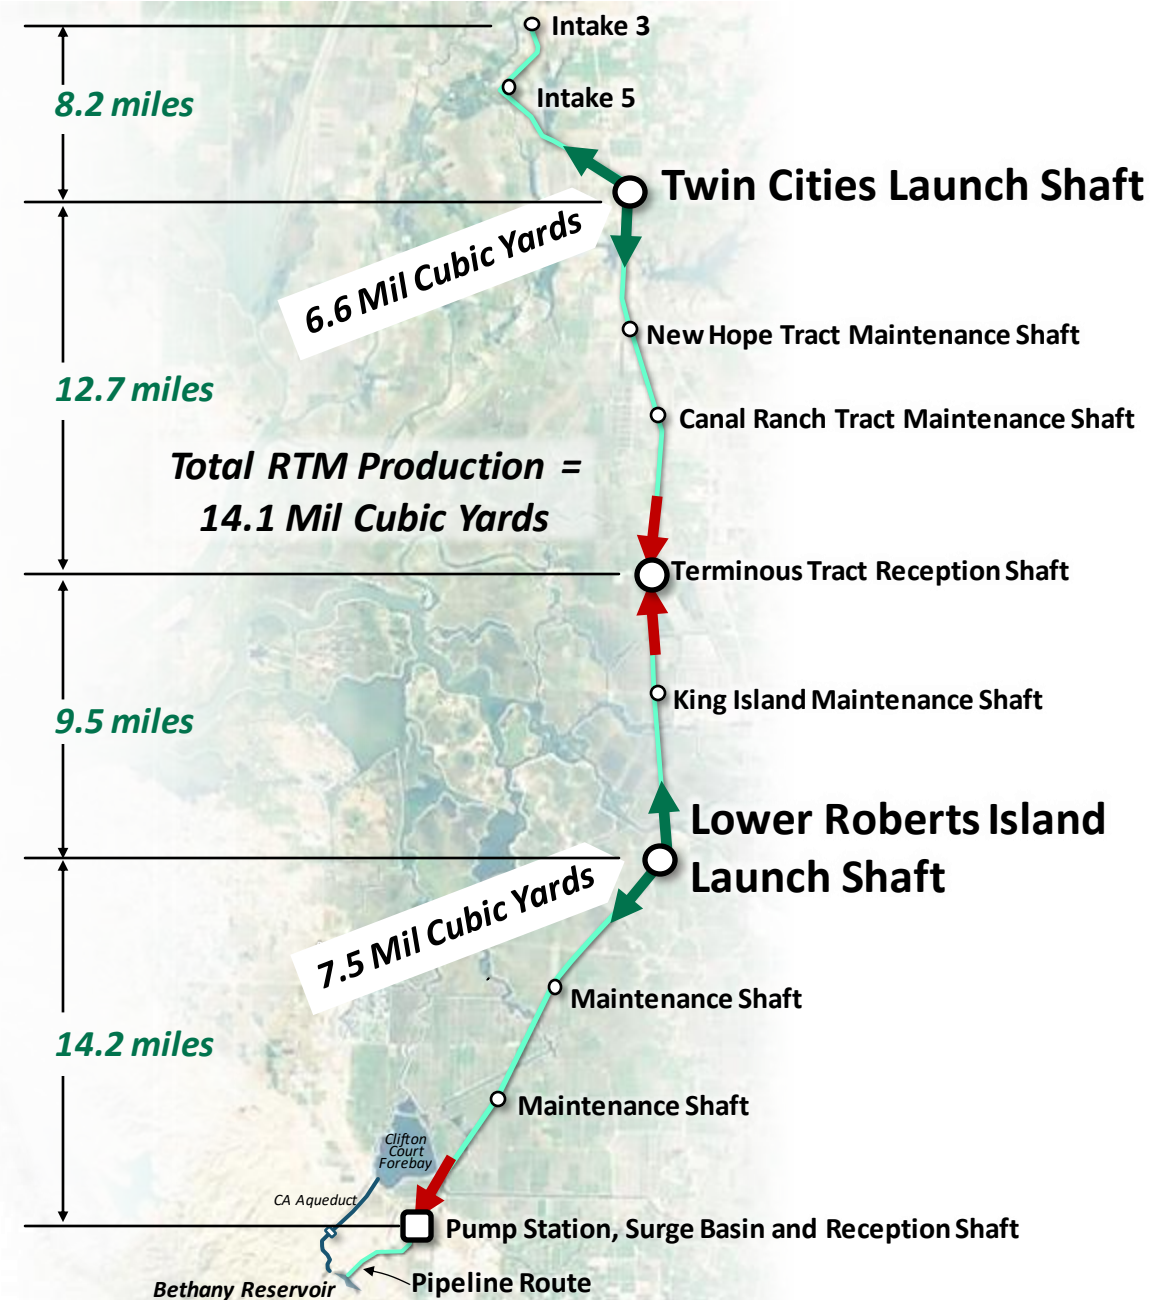 Intake 3
8.2 miles
Intake 5
Twin Cities Launch Shaft
6.6 Mil Cubic Yards
New Hope Tract Maintenance Shaft
12.7 miles
Canal Ranch Tract Maintenance Shaft
Total RTM Production =
14.1 Mil Cubic Yards
Terminous Tract Reception Shaft
King Island Maintenance Shaft
9.5 miles
Lower Roberts Island
Launch Shaft
7.5 Mil Cubic Yards
Maintenance Shaft
14.2 miles
Maintenance Shaft
Clifton
Court
Forebay
CA Aqueduct
Pump Station, Surge Basin and Reception Shaft
Pipeline Route
Bethany Reservoir